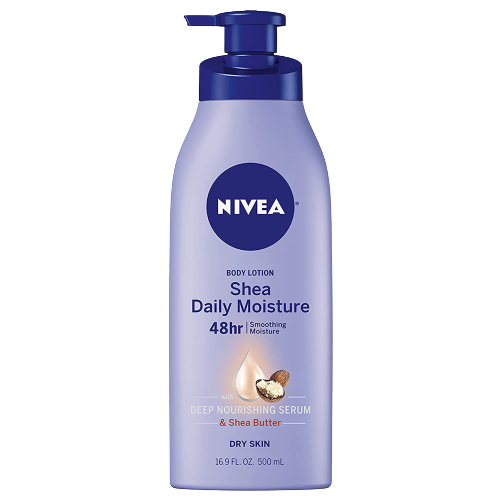 NIVEA®
BODY LOTION
Shea
Daily Moisture
48hr Smoothing
Moisture
with
DEEP NOURISHING SERUM
& Shea Butter
DRY SKIN
16.9 FL. OZ. 500 mL